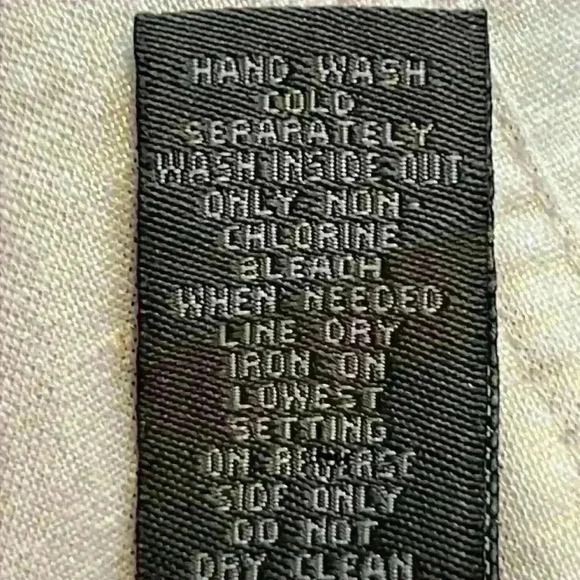 HAND WASH
COLD
SEPARATELY
WASH INSIDE OUT
ONLY NON-
CHLORINE
BLEACH
WHEN NEEDED
LINE DRY
IRON ON
LOWEST
SETTING
ON REVERSE
SIDE ONLY
DO NOT
DRY CLEAN